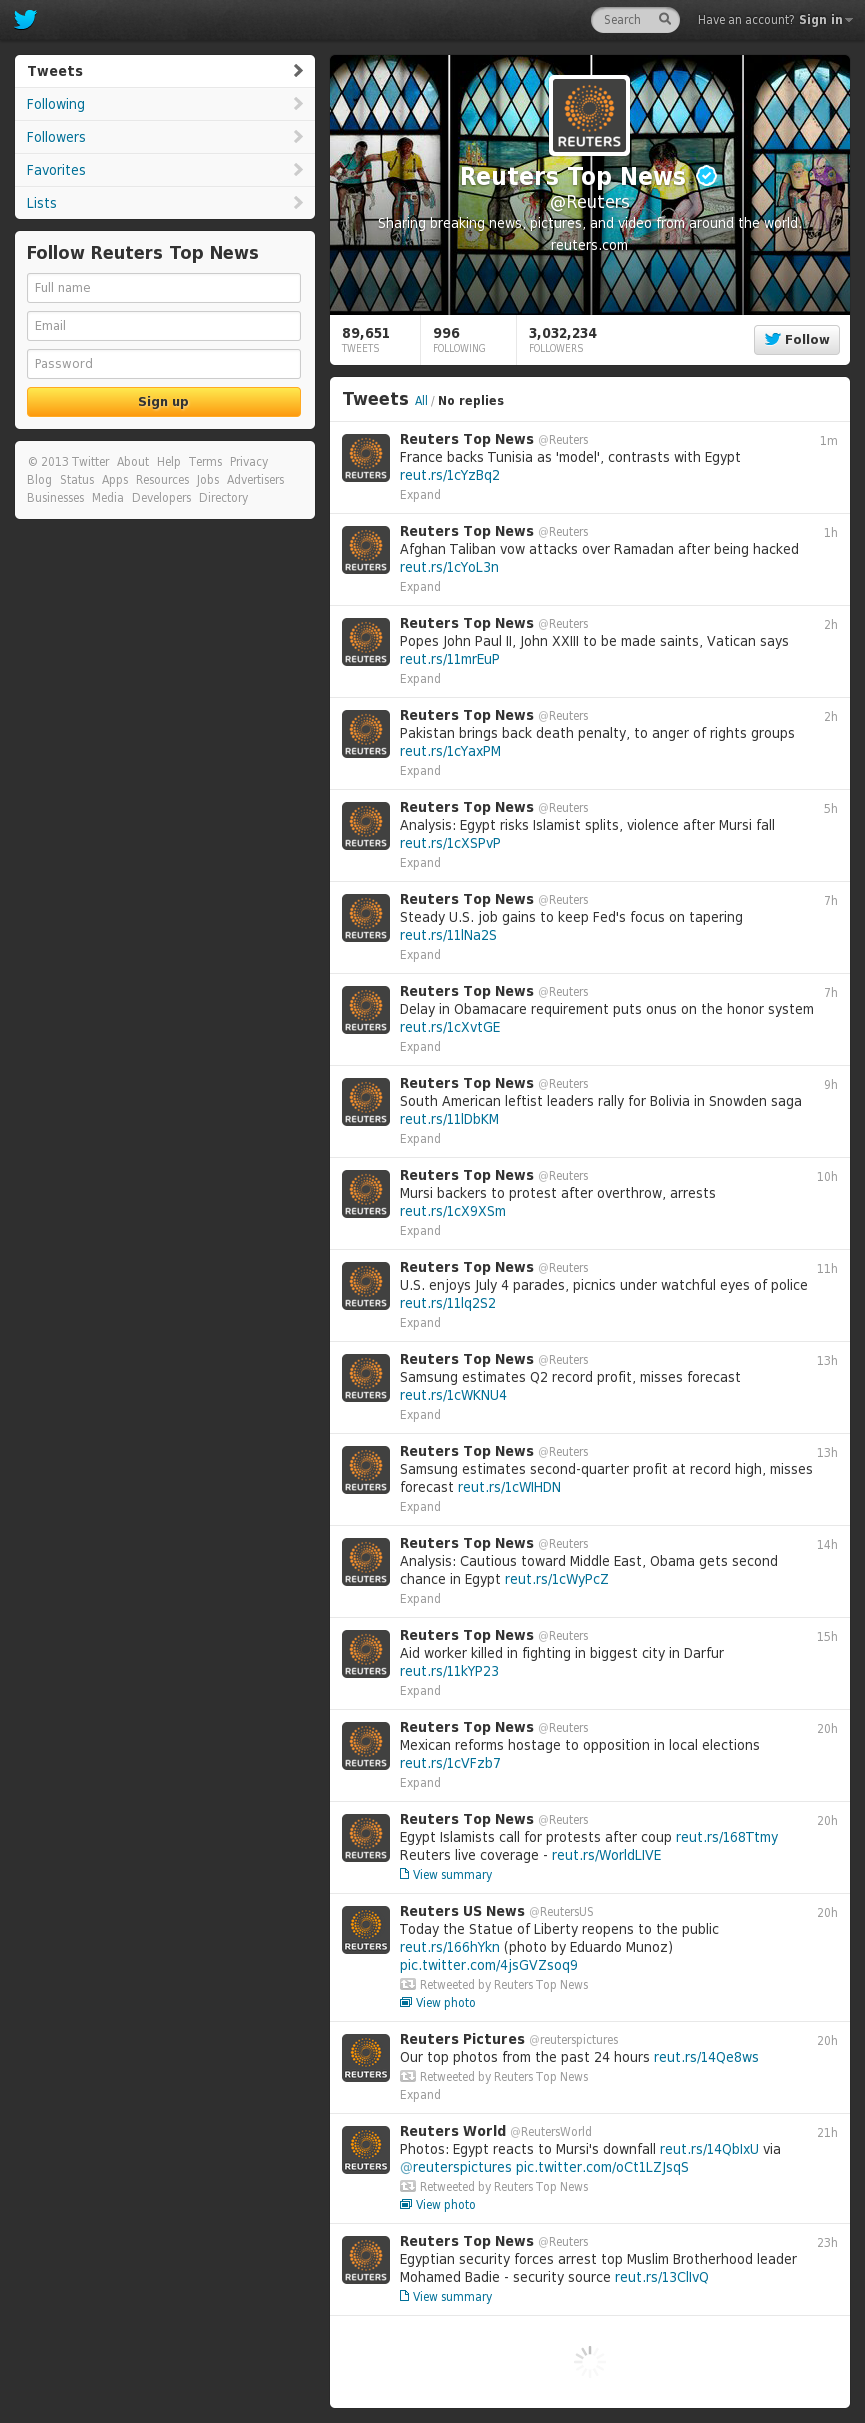 Search
Have an account? Sign in
Tweets
Following
Followers
Favorites
Lists
Follow Reuters Top News
Full name
Email
Password
Sign up
© 2013 Twitter About Help Terms Privacy
Blog Status Apps Resources Jobs Advertisers
Businesses Media Developers Directory
REUTERS
Reuters Top News
@Reuters
Sharing breaking news, pictures, and video from around the world.
reuters.com
89,651
TWEETS
996
FOLLOWING
3,032,234
FOLLOWERS
Follow
Tweets All / No replies
REUTERS
Reuters Top News @Reuters 1m
France backs Tunisia as 'model', contrasts with Egypt
reut.rs/1cYzBq2
Expand
REUTERS
Reuters Top News @Reuters 1h
Afghan Taliban vow attacks over Ramadan after being hacked
reut.rs/1cYoL3n
Expand
REUTERS
Reuters Top News @Reuters 2h
Popes John Paul II, John XXIII to be made saints, Vatican says
reut.rs/11mrEuP
Expand
REUTERS
Reuters Top News @Reuters 2h
Pakistan brings back death penalty, to anger of rights groups
reut.rs/1cYaxPM
Expand
REUTERS
Reuters Top News @Reuters 5h
Analysis: Egypt risks Islamist splits, violence after Mursi fall
reut.rs/1cXSPvP
Expand
REUTERS
Reuters Top News @Reuters 7h
Steady U.S. job gains to keep Fed's focus on tapering
reut.rs/11lNa2S
Expand
REUTERS
Reuters Top News @Reuters 7h
Delay in Obamacare requirement puts onus on the honor system
reut.rs/1cXvtGE
Expand
REUTERS
Reuters Top News @Reuters 9h
South American leftist leaders rally for Bolivia in Snowden saga
reut.rs/11lDbKM
Expand
REUTERS
Reuters Top News @Reuters 10h
Mursi backers to protest after overthrow, arrests
reut.rs/1cX9XSm
Expand
REUTERS
Reuters Top News @Reuters 11h
U.S. enjoys July 4 parades, picnics under watchful eyes of police
reut.rs/11lq2S2
Expand
REUTERS
Reuters Top News @Reuters 13h
Samsung estimates Q2 record profit, misses forecast
reut.rs/1cWKNU4
Expand
REUTERS
Reuters Top News @Reuters 13h
Samsung estimates second-quarter profit at record high, misses
forecast reut.rs/1cWIHDN
Expand
REUTERS
Reuters Top News @Reuters 14h
Analysis: Cautious toward Middle East, Obama gets second
chance in Egypt reut.rs/1cWyPcZ
Expand
REUTERS
Reuters Top News @Reuters 15h
Aid worker killed in fighting in biggest city in Darfur
reut.rs/11kYP23
Expand
REUTERS
Reuters Top News @Reuters 20h
Mexican reforms hostage to opposition in local elections
reut.rs/1cVFzb7
Expand
REUTERS
Reuters Top News @Reuters 20h
Egypt Islamists call for protests after coup reut.rs/168Ttmy
Reuters live coverage - reut.rs/WorldLIVE
View summary
REUTERS
Reuters US News @ReutersUS 20h
Today the Statue of Liberty reopens to the public
reut.rs/166hYkn (photo by Eduardo Munoz)
pic.twitter.com/4jsGVZsoq9
Retweeted by Reuters Top News
View photo
REUTERS
Reuters Pictures @reuterspictures 20h
Our top photos from the past 24 hours reut.rs/14Qe8ws
Retweeted by Reuters Top News
Expand
REUTERS
Reuters World @ReutersWorld 21h
Photos: Egypt reacts to Mursi's downfall reut.rs/14QbIxU via
@reuterspictures pic.twitter.com/oCt1LZJsqS
Retweeted by Reuters Top News
View photo
REUTERS
Reuters Top News @Reuters 23h
Egyptian security forces arrest top Muslim Brotherhood leader
Mohamed Badie - security source reut.rs/13ClIvQ
View summary